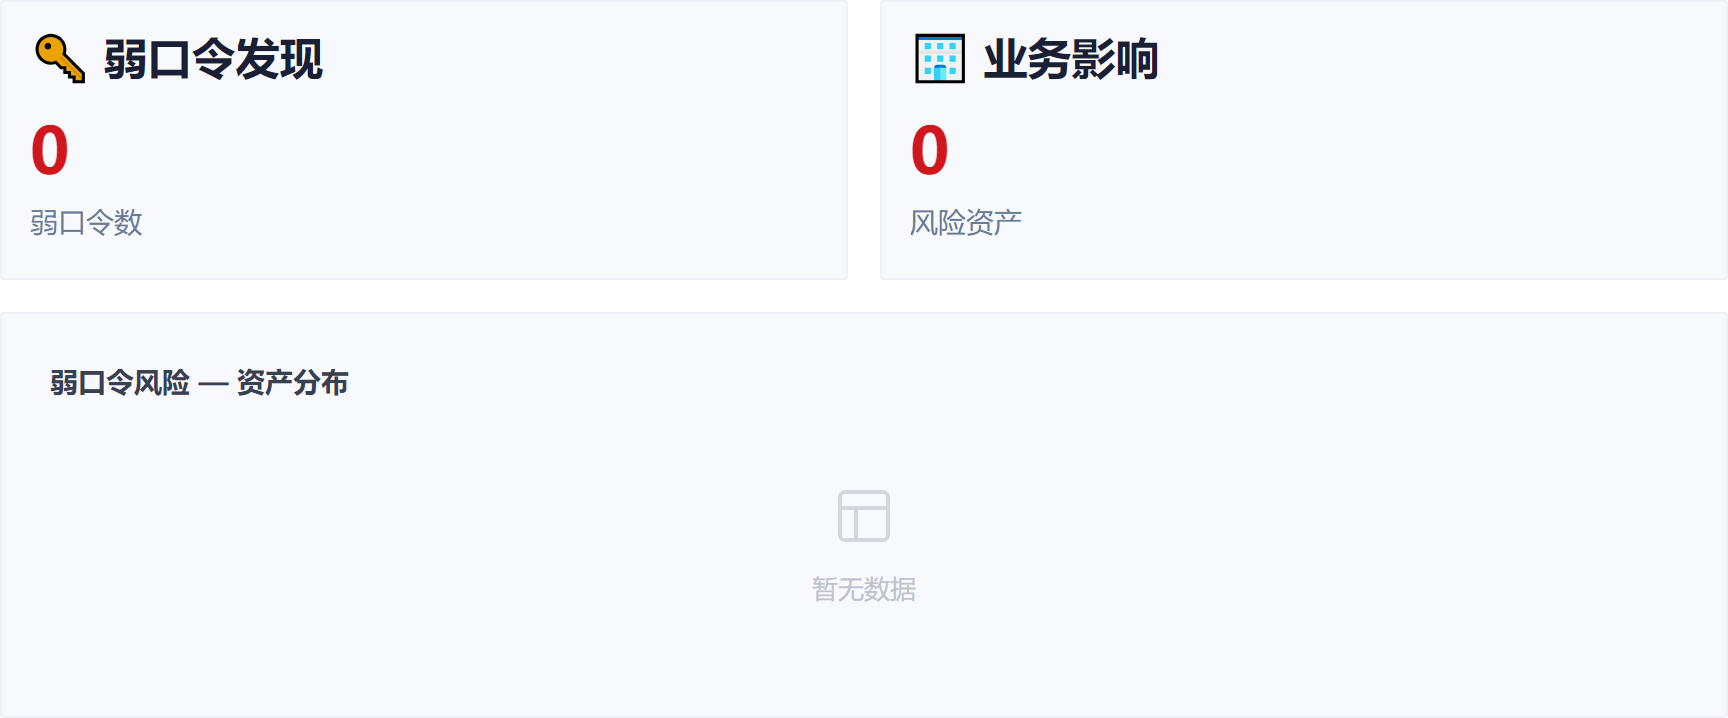 弱口令发现
0
弱口令数
业务影响
0
风险资产
弱口令风险 — 资产分布
暂无数据